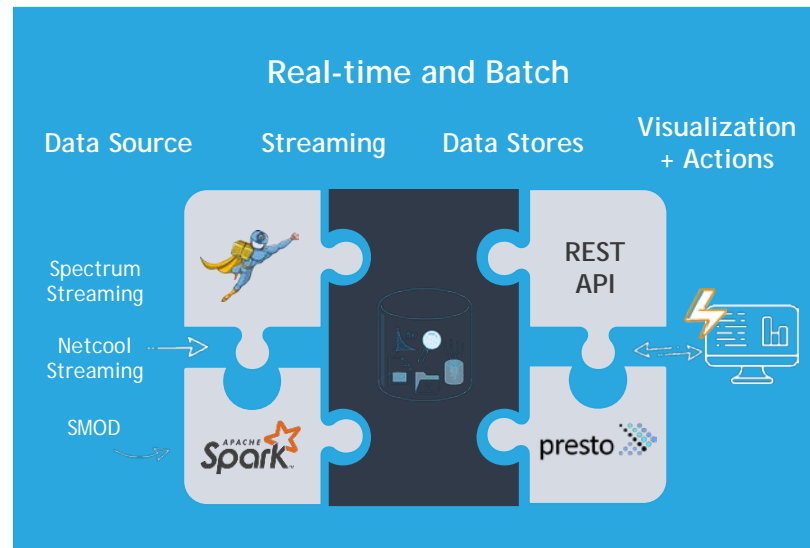 Real-time and Batch
Data Source
Streaming
Data Stores
Visualization
+ Actions
Spectrum
Streaming
Netcool
Streaming
SMOD
APACHE
Spark™
REST
API
presto